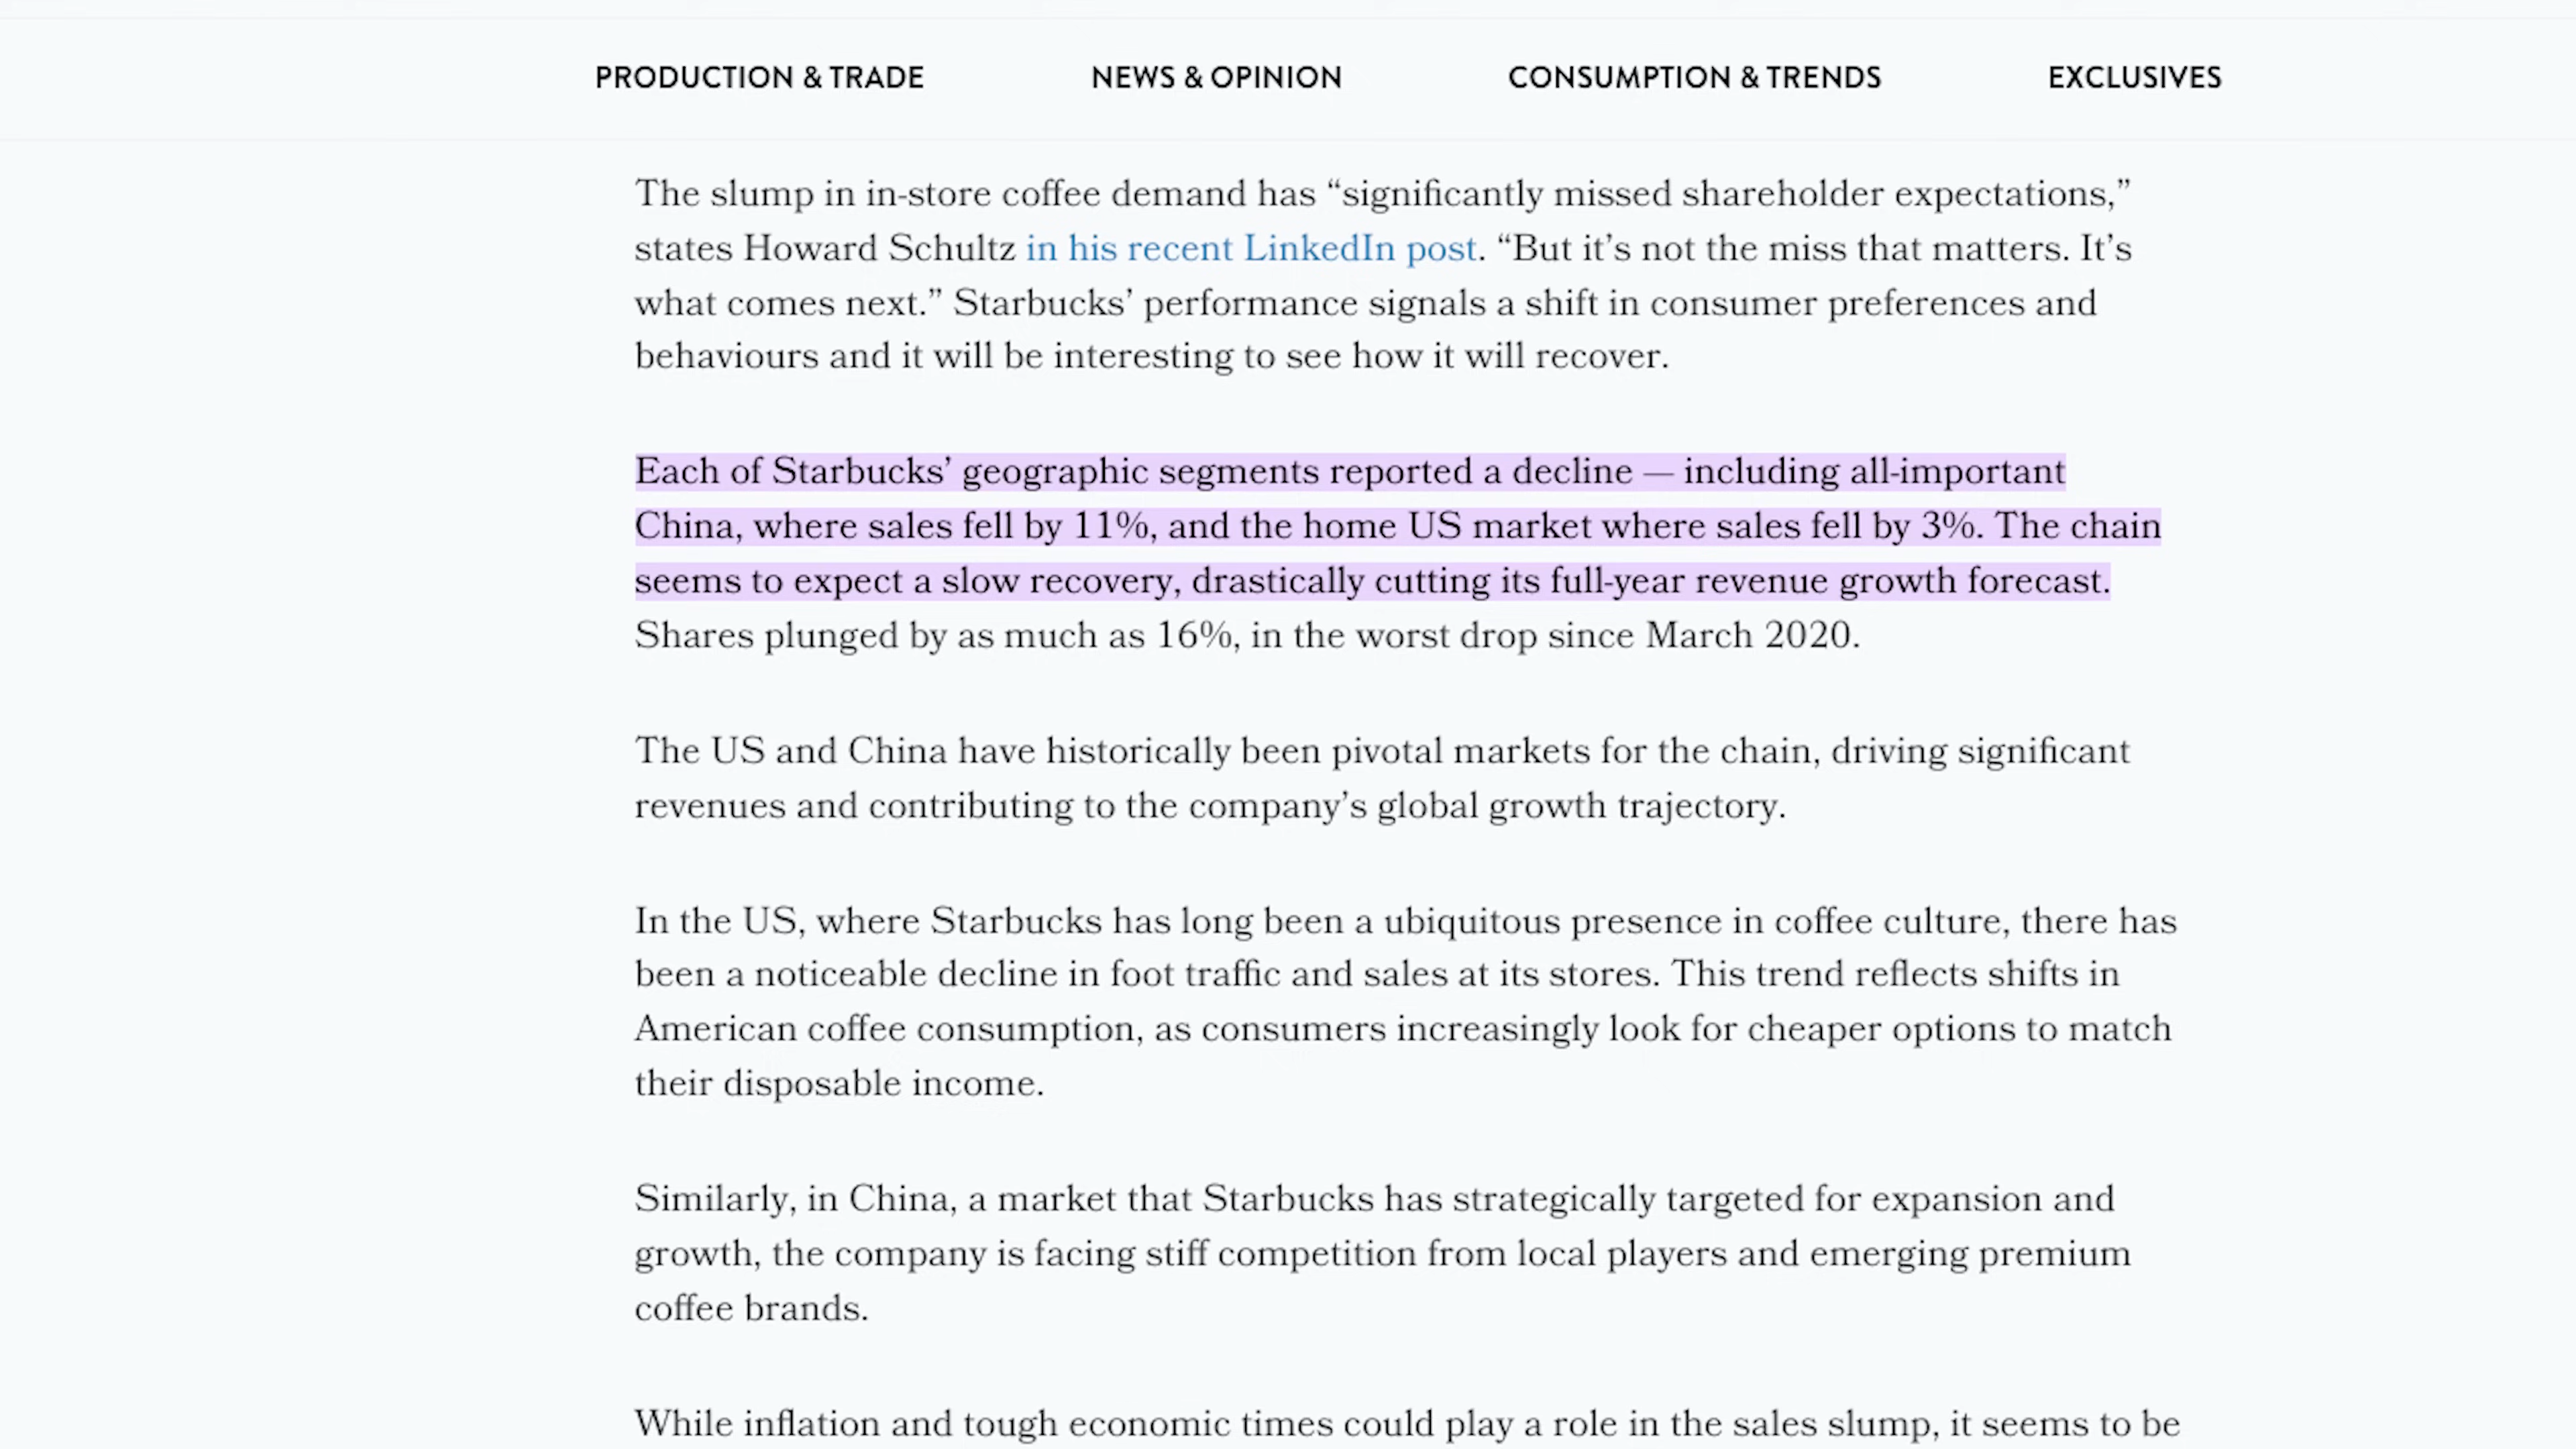 PRODUCTION & TRADE NEWS & OPINION CONSUMPTION & TRENDS EXCLUSIVES
The slump in in-store coffee demand has “significantly missed shareholder expectations,”
states Howard Schultz in his recent LinkedIn post. “But it’s not the miss that matters. It’s
what comes next.” Starbucks’ performance signals a shift in consumer preferences and
behaviours and it will be interesting to see how it will recover.
Each of Starbucks’ geographic segments reported a decline — including all-important
China, where sales fell by 11%, and the home US market where sales fell by 3%. The chain
seems to expect a slow recovery, drastically cutting its full-year revenue growth forecast.
Shares plunged by as much as 16%, in the worst drop since March 2020.
The US and China have historically been pivotal markets for the chain, driving significant
revenues and contributing to the company’s global growth trajectory.
In the US, where Starbucks has long been a ubiquitous presence in coffee culture, there has
been a noticeable decline in foot traffic and sales at its stores. This trend reflects shifts in
American coffee consumption, as consumers increasingly look for cheaper options to match
their disposable income.
Similarly, in China, a market that Starbucks has strategically targeted for expansion and
growth, the company is facing stiff competition from local players and emerging premium
coffee brands.
While inflation and tough economic times could play a role in the sales slump, it seems to be